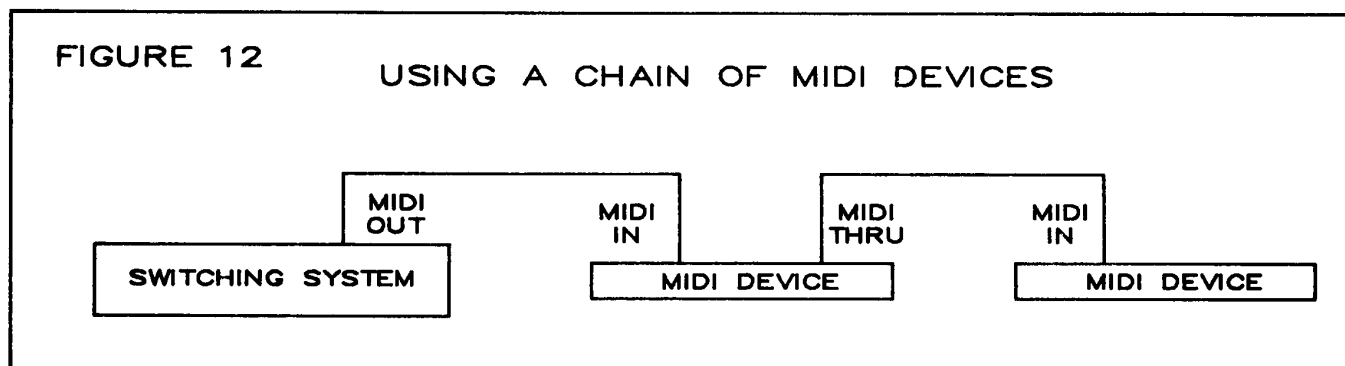 FIGURE 12
USING A CHAIN OF MIDI DEVICES
MIDI
OUT
MIDI
IN
MIDI
THRU
MIDI
IN
SWITCHING SYSTEM
MIDI DEVICE
MIDI DEVICE